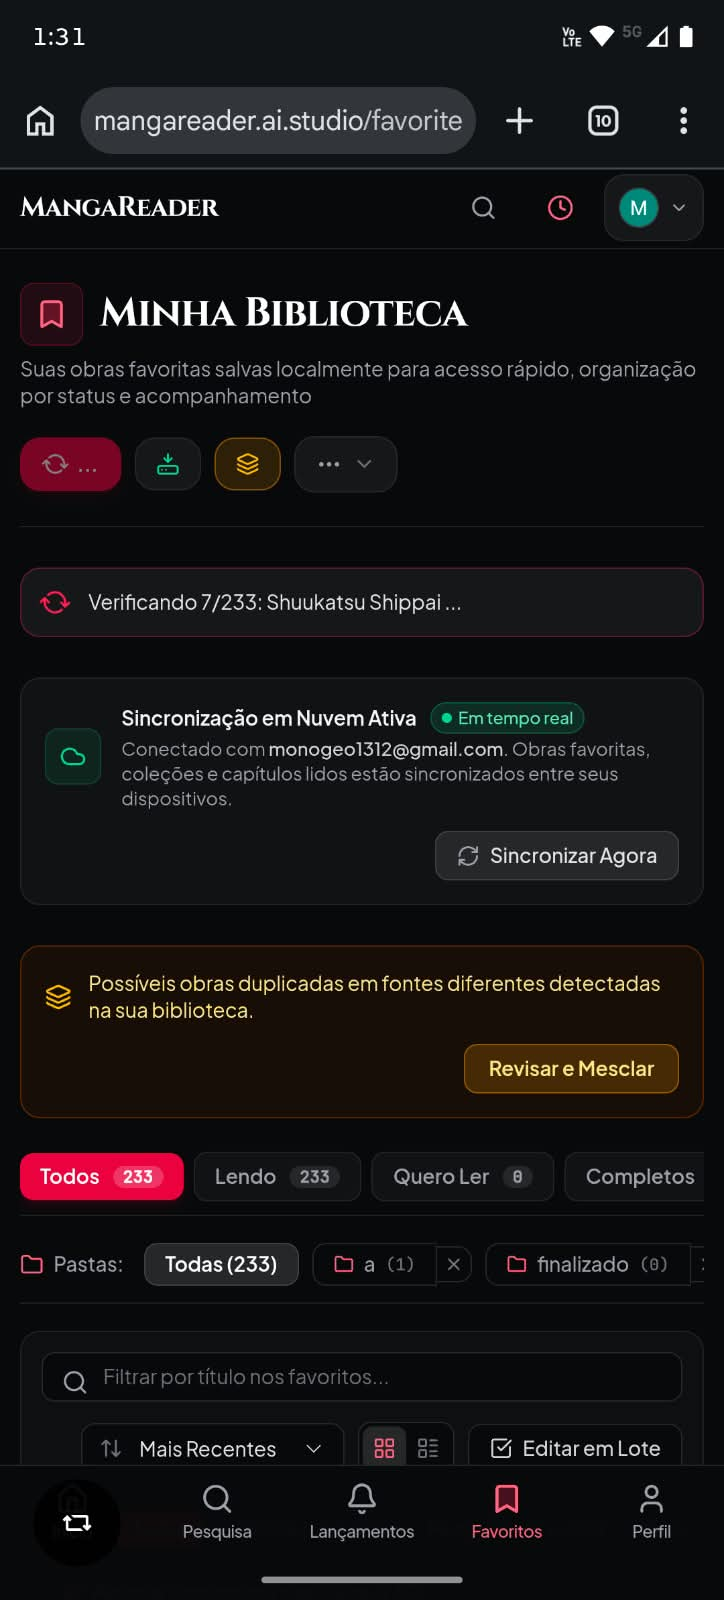 1:31
Vo LTE 5G
mangareader.ai.studio/favorite
10
MangaReader
M
Minha Biblioteca
Suas obras favoritas salvas localmente para acesso rápido, organização
por status e acompanhamento
...
Verificando 7/233: Shuukatsu Shippai ...
Sincronização em Nuvem Ativa Em tempo real
Conectado com monogeo1312@gmail.com. Obras favoritas,
coleções e capítulos lidos estão sincronizados entre seus
dispositivos.
Sincronizar Agora
Possíveis obras duplicadas em fontes diferentes detectadas
na sua biblioteca.
Revisar e Mesclar
Todos 233 Lendo 233 Quero Ler 0 Completos
Pastas: Todas (233) a (1) finalizado (0)
Filtrar por título nos favoritos...
Mais Recentes Editar em Lote
Pesquisa Lançamentos Favoritos Perfil